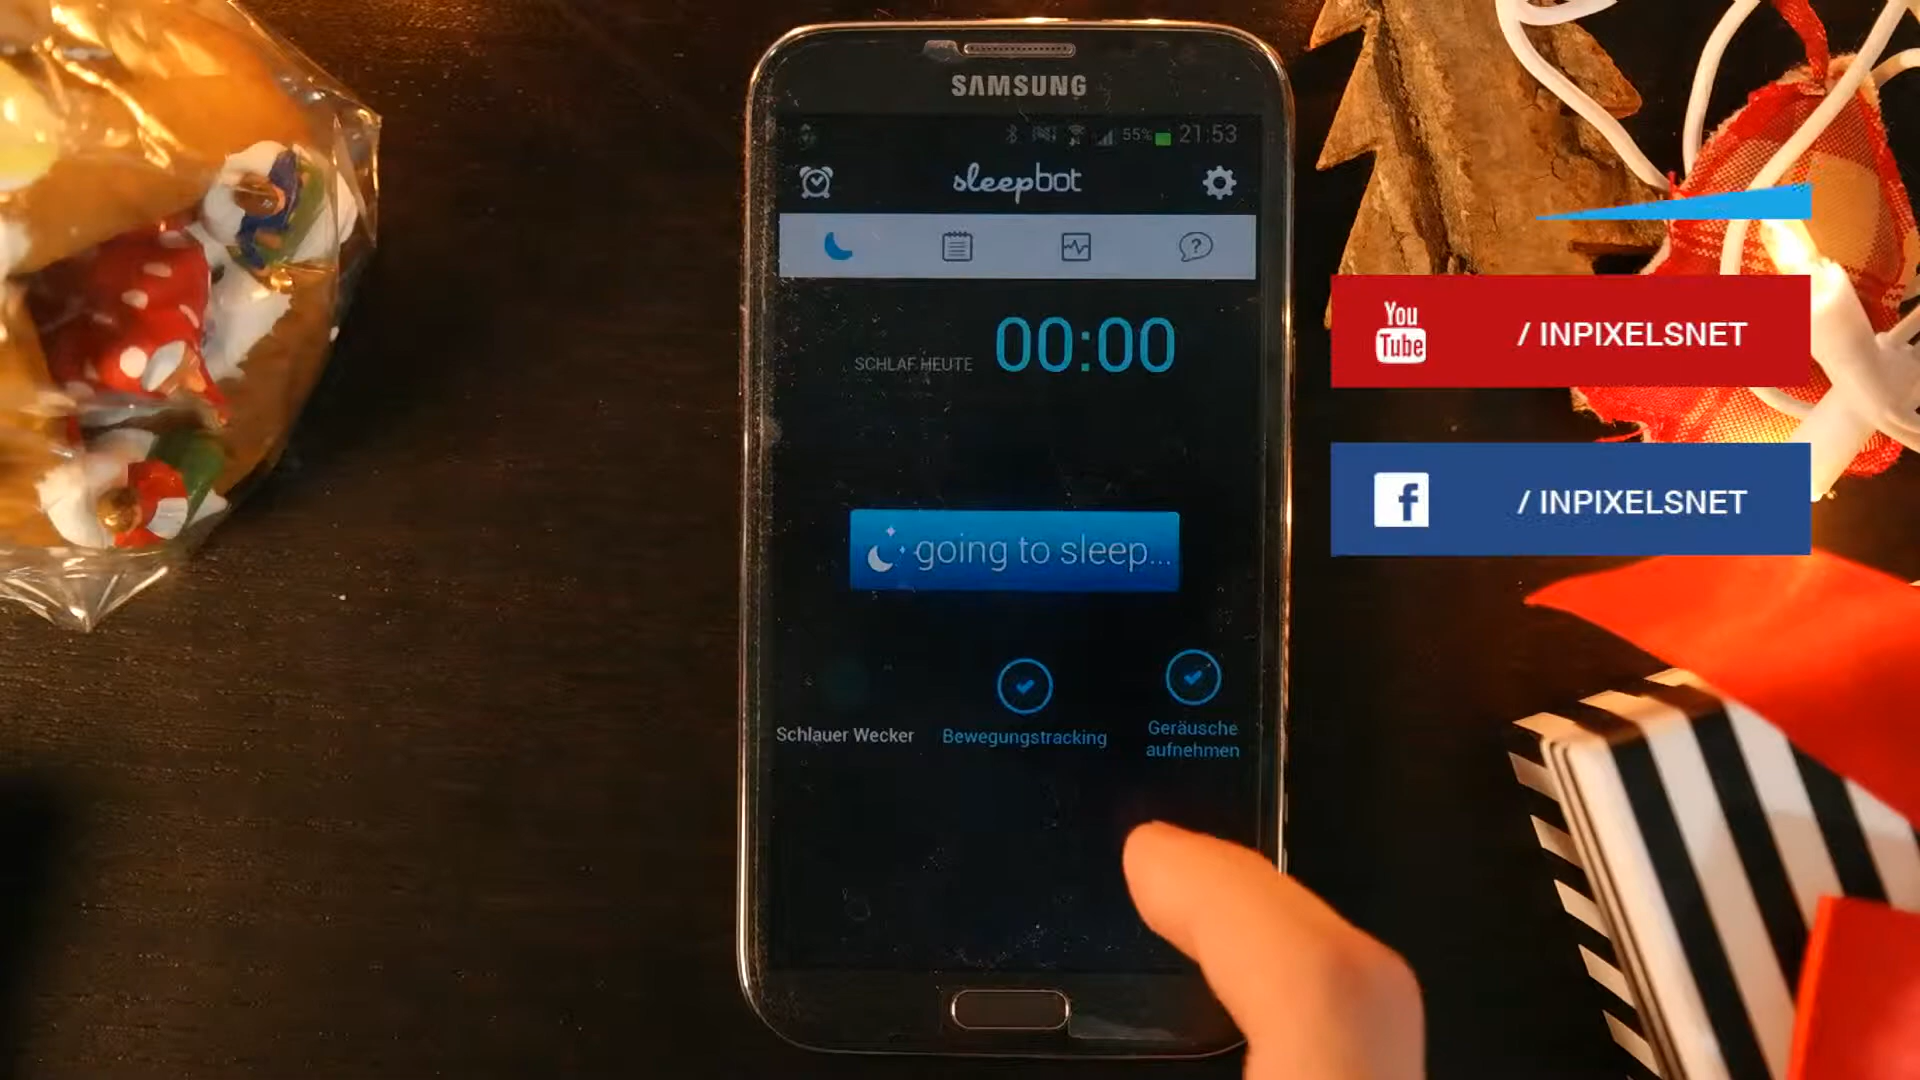 SAMSUNG
55% 21:53
sleepbot
SCHLAF HEUTE 00:00
going to sleep...
Schlauer Wecker
Bewegungstracking
Geräusche
aufnehmen
You
Tube
/ INPIXELSNET
f
/ INPIXELSNET